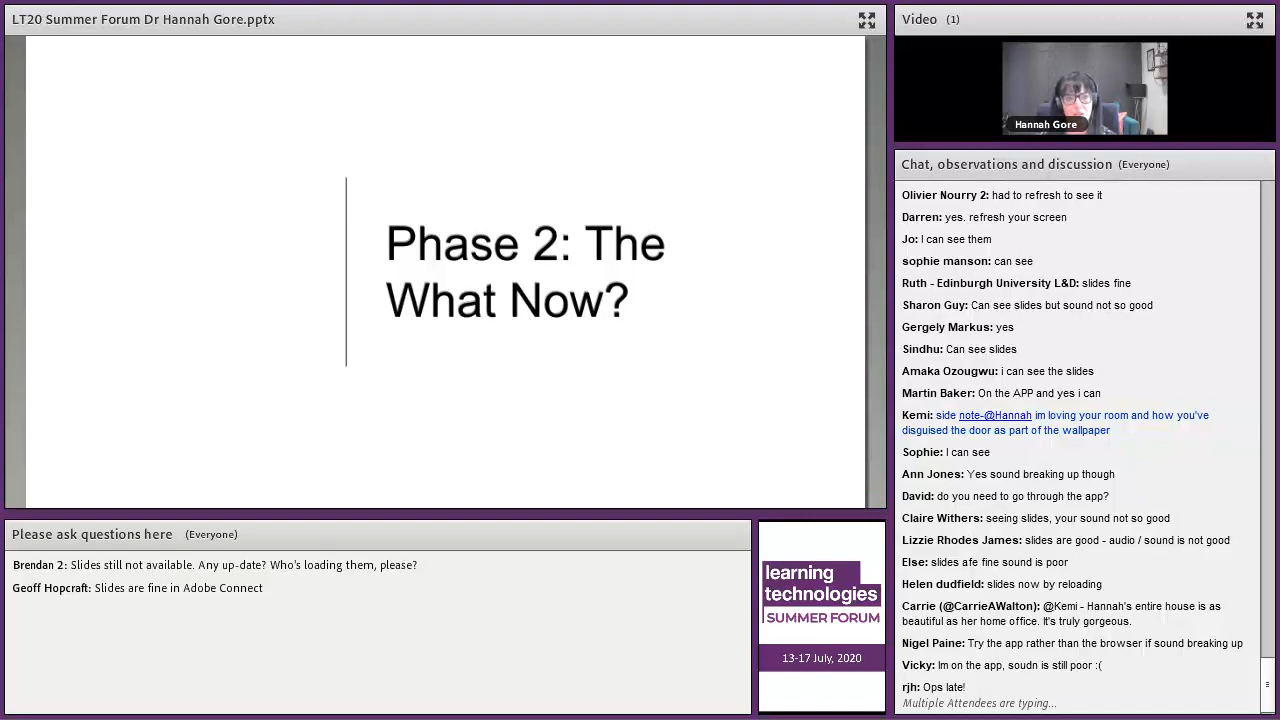 LT20 Summer Forum Dr Hannah Gore.pptx
Phase 2: The
What Now?
Video (1)
Hannah Gore
Chat, observations and discussion (Everyone)
Olivier Nourry 2: had to refresh to see it
Darren: yes. refresh your screen
Jo: I can see them
sophie manson: can see
Ruth - Edinburgh University L&D: slides fine
Sharon Guy: Can see slides but sound not so good
Gergely Markus: yes
Sindhu: Can see slides
Amaka Ozougwu: i can see the slides
Martin Baker: On the APP and yes i can
Kemi: side note-@Hannah im loving your room and how you've
disguised the door as part of the wallpaper
Sophie: I can see
Ann Jones: Yes sound breaking up though
David: do you need to go through the app?
Claire Withers: seeing slides, your sound not so good
Lizzie Rhodes James: slides are good - audio / sound is not good
Else: slides afe fine sound is poor
Helen dudfield: slides now by reloading
Carrie (@CarrieAWalton): @Kemi - Hannah's entire house is as
beautiful as her home office. It's truly gorgeous.
Nigel Paine: Try the app rather than the browser if sound breaking up
Vicky: Im on the app, soudn is still poor :(
rjh: Ops late!
Multiple Attendees are typing...
Please ask questions here (Everyone)
Brendan 2: Slides still not available. Any up-date? Who's loading them, please?
Geoff Hopcraft: Slides are fine in Adobe Connect
learning
technologies
SUMMER FORUM
13-17 July, 2020